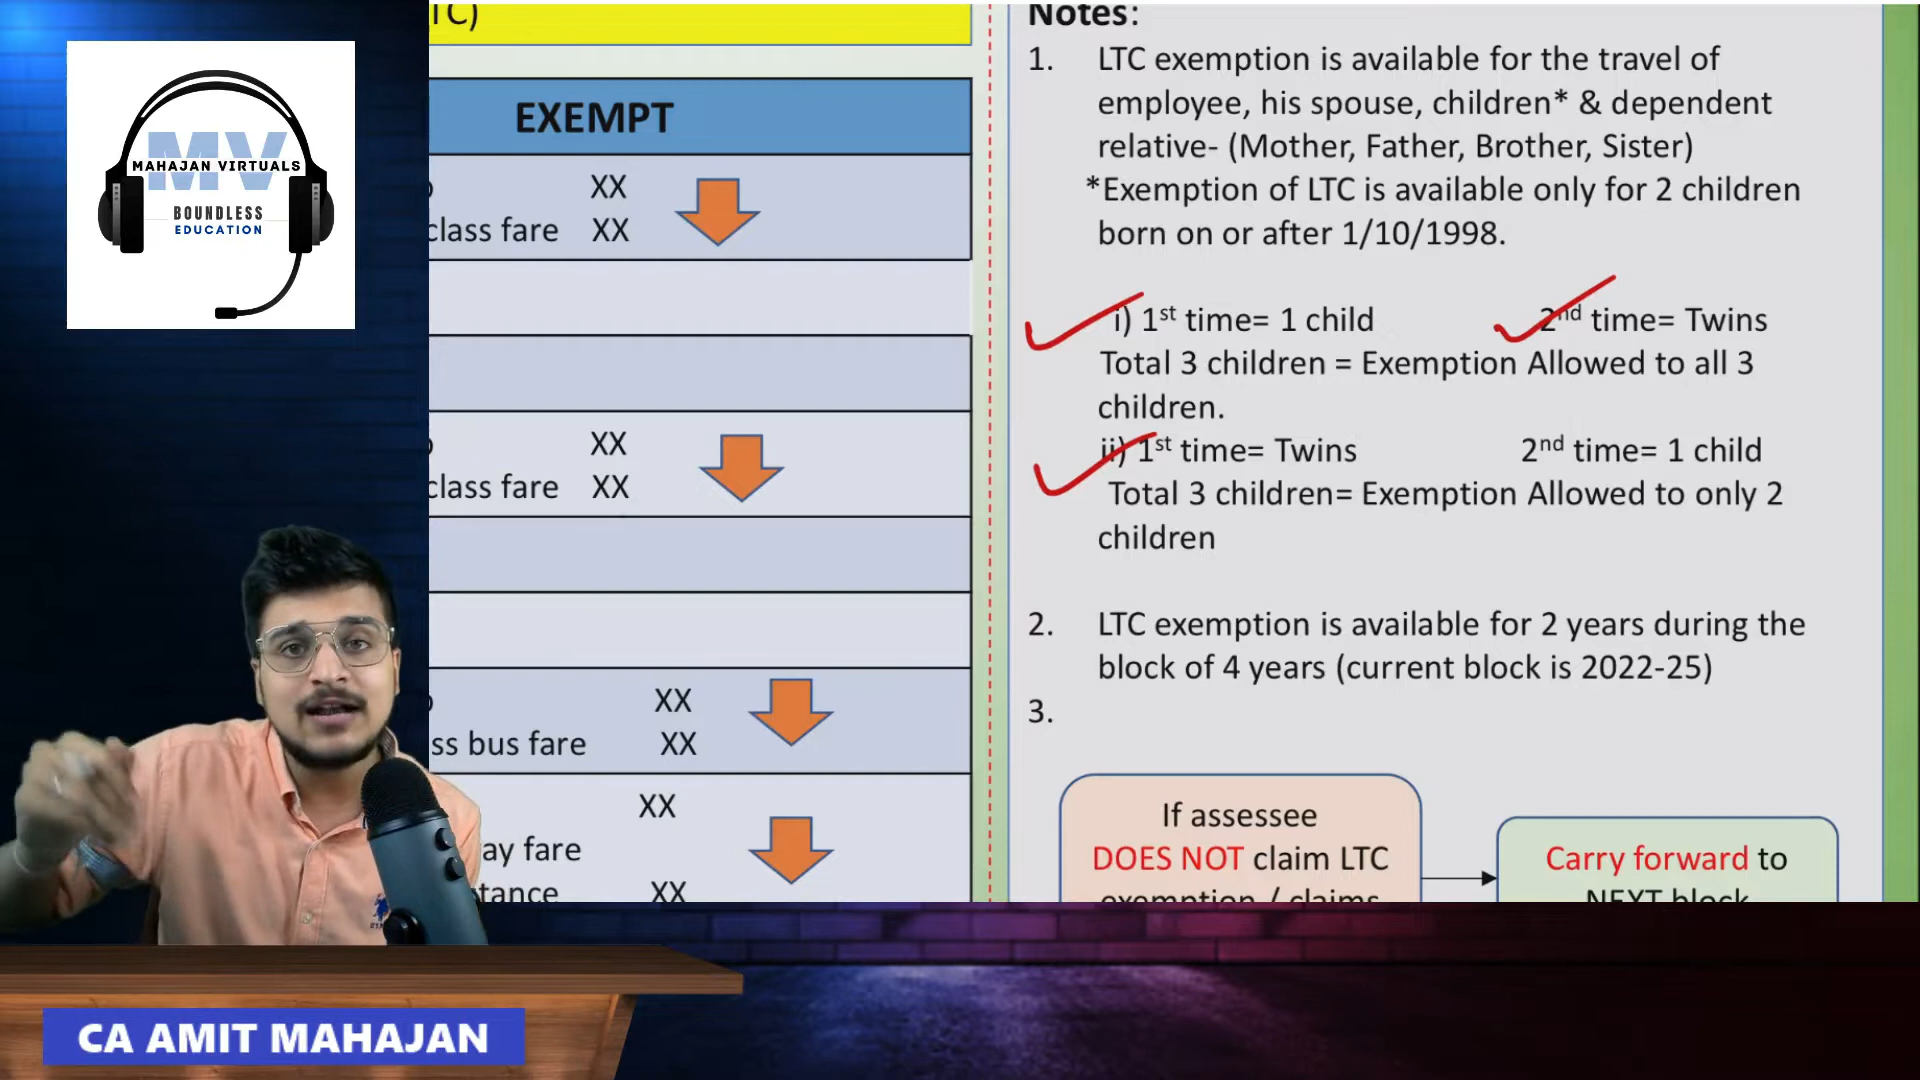 TC)
MAHAJAN VIRTUALS
BOUNDLESS
EDUCATION
EXEMPT
XX
class fare XX
XX
class fare XX
XX
ss bus fare XX
XX
ay fare
tance XX
Notes:
1. LTC exemption is available for the travel of
employee, his spouse, children* & dependent
relative- (Mother, Father, Brother, Sister)
*Exemption of LTC is available only for 2 children
born on or after 1/10/1998.
i) 1st time= 1 child 2nd time= Twins
Total 3 children = Exemption Allowed to all 3
children.
ii) 1st time= Twins 2nd time= 1 child
Total 3 children= Exemption Allowed to only 2
children
2. LTC exemption is available for 2 years during the
block of 4 years (current block is 2022-25)
3.
If assessee
DOES NOT claim LTC
exemption / claims
Carry forward to
NEXT block
CA AMIT MAHAJAN